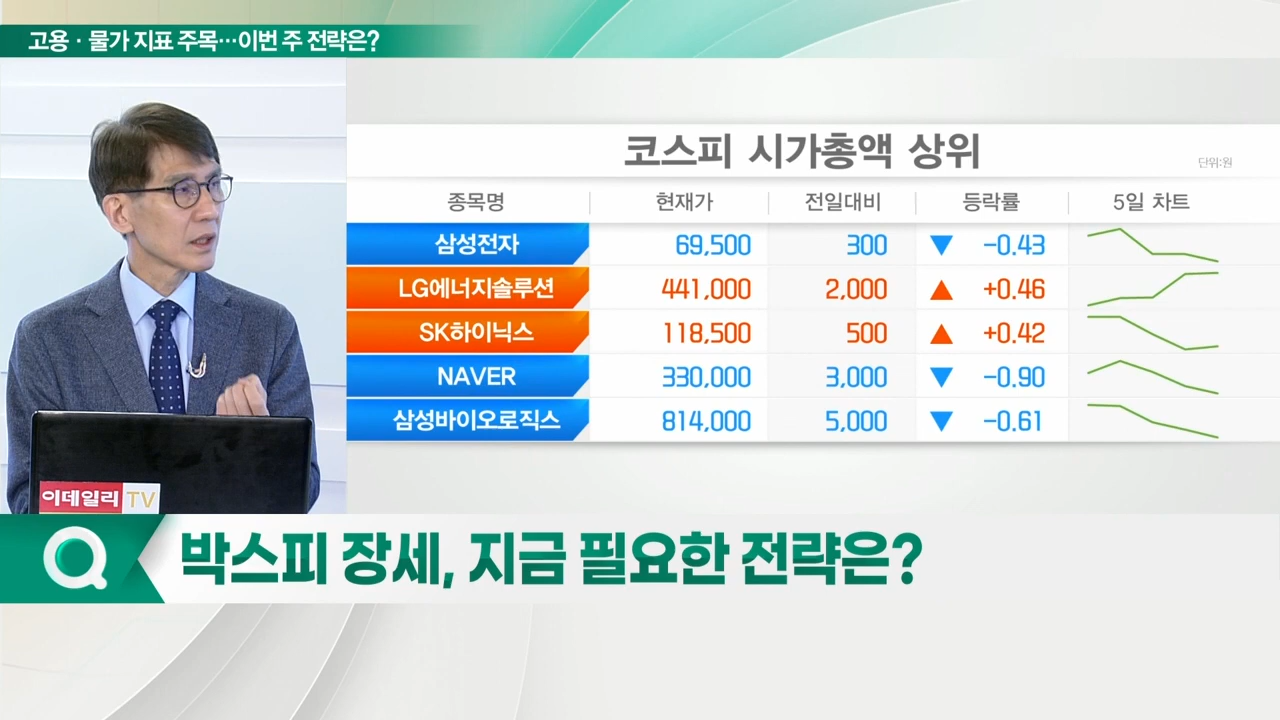 고용·물가 지표 주목…이번 주 전략은?
코스피 시가총액 상위
단위:원
종목명 현재가 전일대비 등락률 5일 차트
삼성전자 69,500 300 ▼ -0.43
LG에너지솔루션 441,000 2,000 ▲ +0.46
SK하이닉스 118,500 500 ▲ +0.42
NAVER 330,000 3,000 ▼ -0.90
삼성바이오로직스 814,000 5,000 ▼ -0.61
이데일리TV
Q 박스피 장세, 지금 필요한 전략은?